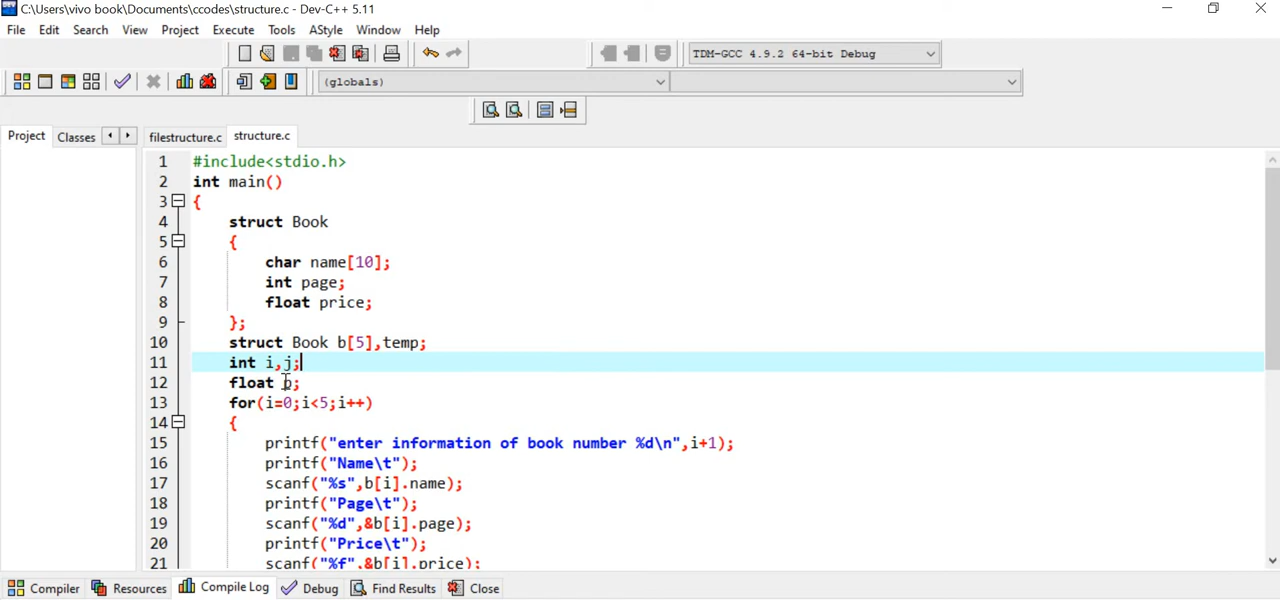 C:\Users\vivo book\Documents\ccodes\structure.c - Dev-C++ 5.11
File Edit Search View Project Execute Tools AStyle Window Help
TDM-GCC 4.9.2 64-bit Debug
(globals)
Project Classes filestructure.c structure.c
1 #include<stdio.h>
2 int main()
3 {
4 struct Book
5 {
6 char name[10];
7 int page;
8 float price;
9 };
10 struct Book b[5],temp;
11 int i,j;
12 float p;
13 for(i=0;i<5;i++)
14 {
15 printf("enter information of book number %d\n",i+1);
16 printf("Name\t");
17 scanf("%s",b[i].name);
18 printf("Page\t");
19 scanf("%d",&b[i].page);
20 printf("Price\t");
21 scanf("%f",&b[i].price);
Compiler Resources Compile Log Debug Find Results Close